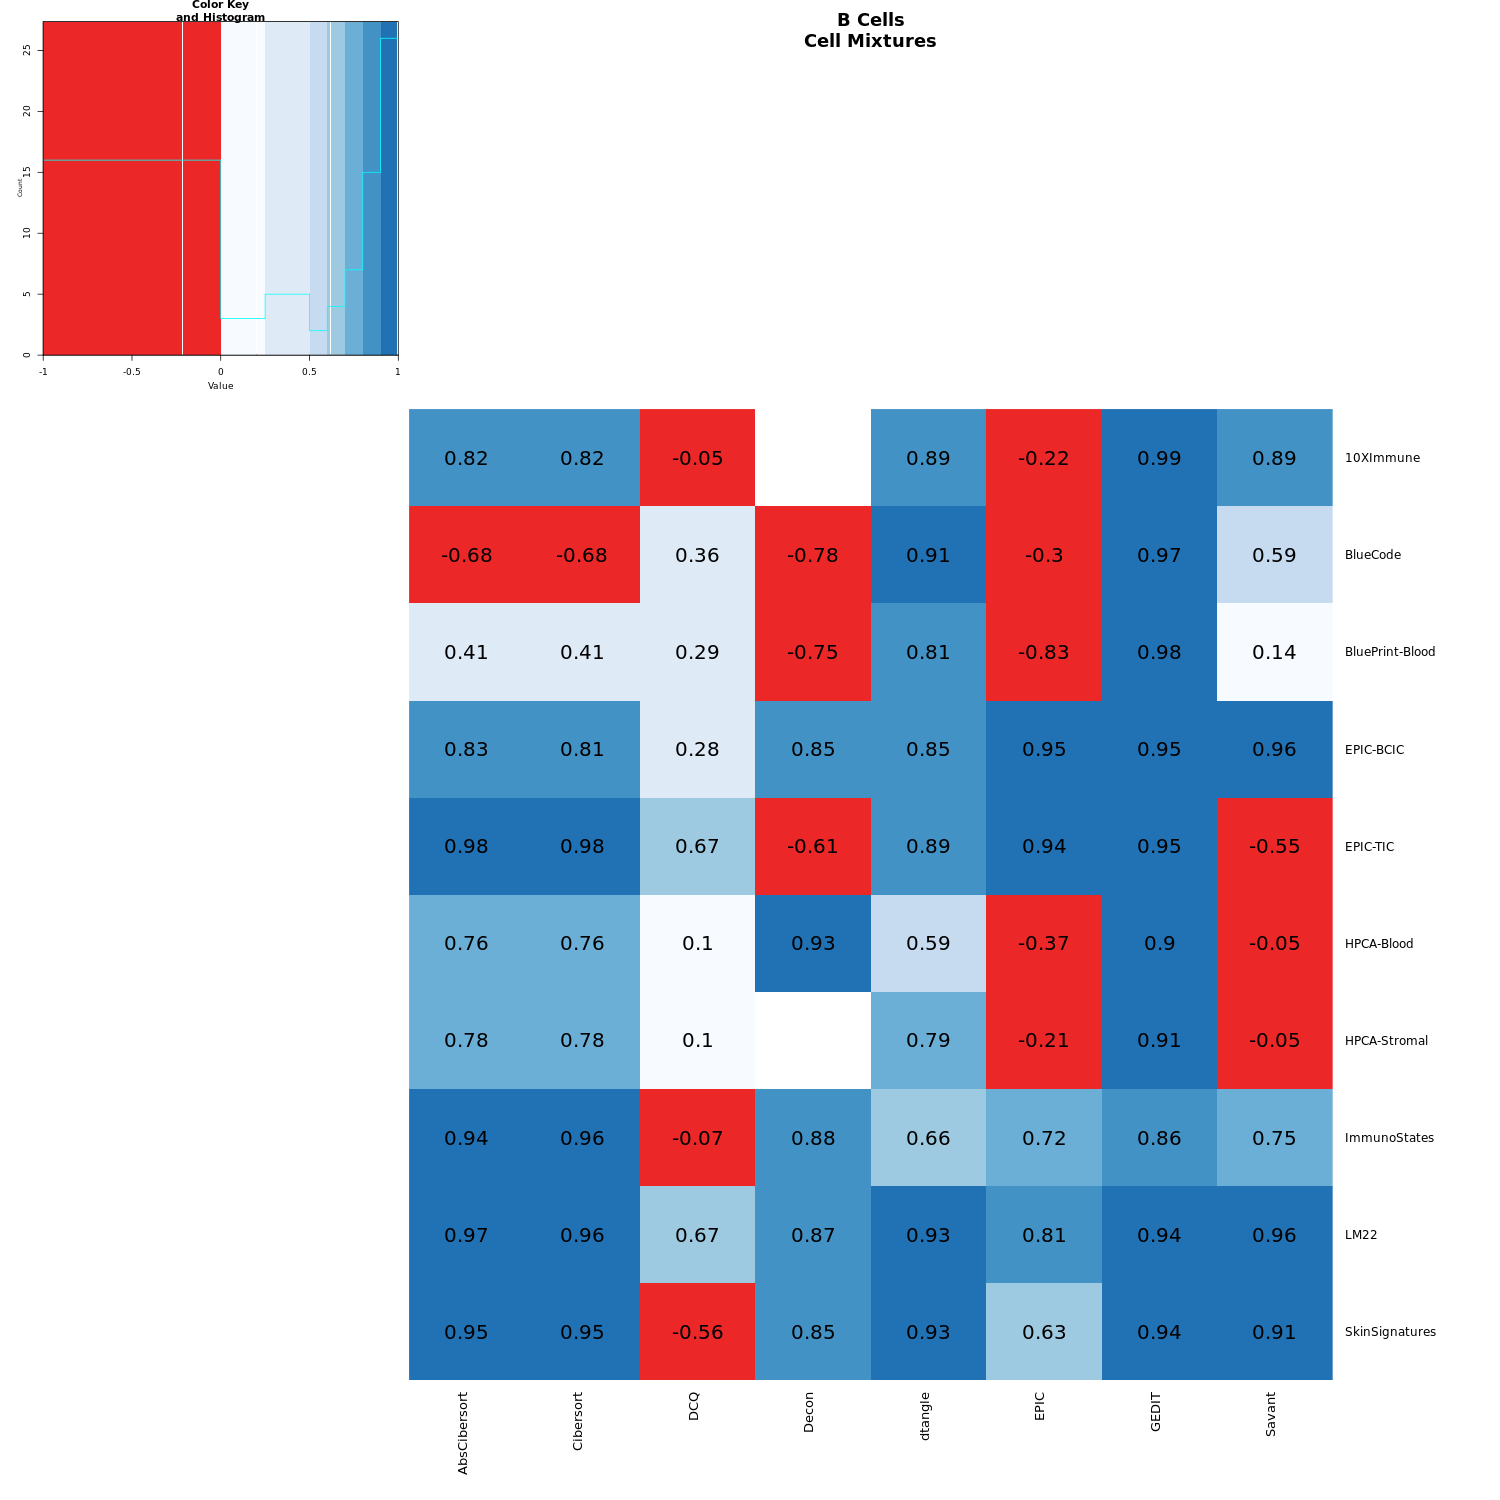 Color Key
and Histogram
B Cells
Cell Mixtures
25
20
15
10
5
0
Count
-1 -0.5 0 0.5 1
Value
0.82 0.82 -0.05 0.89 -0.22 0.99 0.89 10XImmune
-0.68 -0.68 0.36 -0.78 0.91 -0.3 0.97 0.59 BlueCode
0.41 0.41 0.29 -0.75 0.81 -0.83 0.98 0.14 BluePrint-Blood
0.83 0.81 0.28 0.85 0.85 0.95 0.95 0.96 EPIC-BCIC
0.98 0.98 0.67 -0.61 0.89 0.94 0.95 -0.55 EPIC-TIC
0.76 0.76 0.1 0.93 0.59 -0.37 0.9 -0.05 HPCA-Blood
0.78 0.78 0.1 0.79 -0.21 0.91 -0.05 HPCA-Stromal
0.94 0.96 -0.07 0.88 0.66 0.72 0.86 0.75 ImmunoStates
0.97 0.96 0.67 0.87 0.93 0.81 0.94 0.96 LM22
0.95 0.95 -0.56 0.85 0.93 0.63 0.94 0.91 SkinSignatures
AbsCibersort Cibersort DCQ Decon dtangle EPIC GEDIT Savant